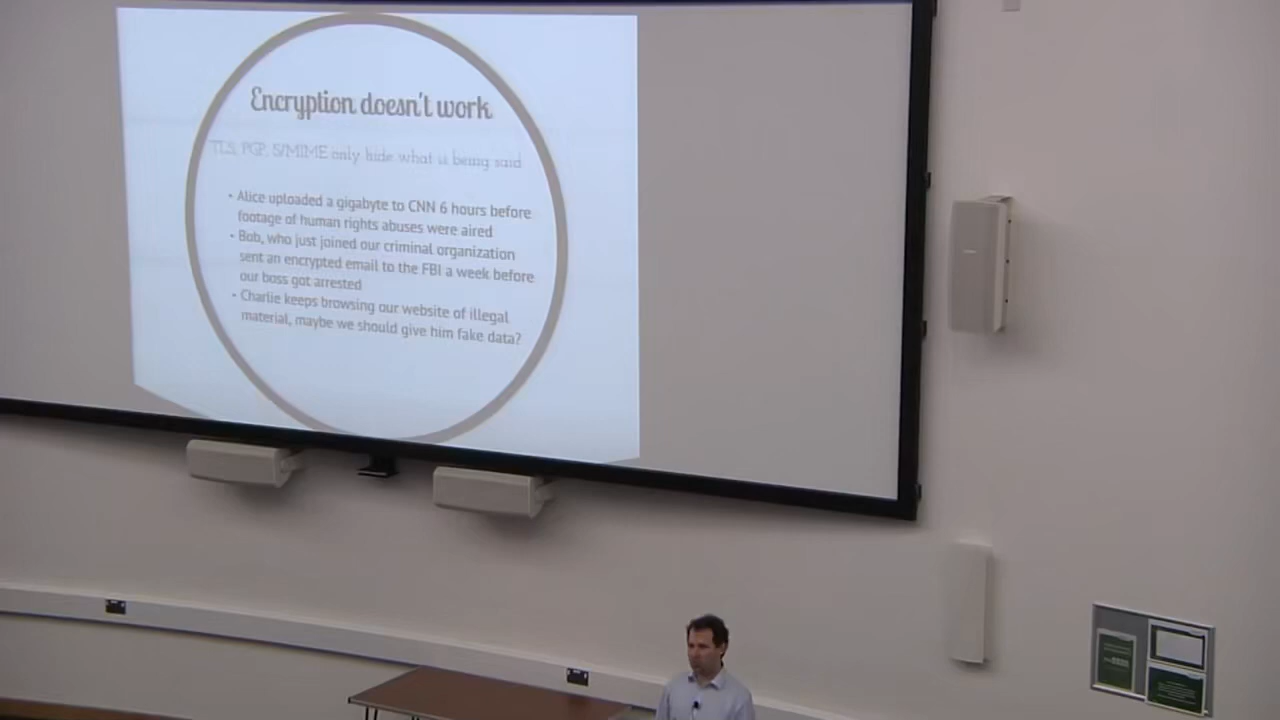 Encryption doesn't work
TLS, PGP, S/MIME only hide what is being said
• Alice uploaded a gigabyte to CNN 6 hours before
footage of human rights abuses were aired
• Bob, who just joined our criminal organization
sent an encrypted email to the FBI a week before
our boss got arrested
• Charlie keeps browsing our website of illegal
material, maybe we should give him fake data?